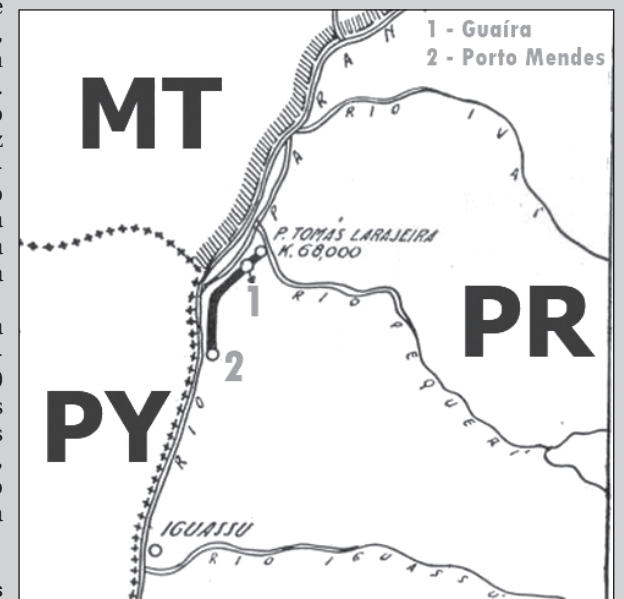 1 - Guaíra
2 - Porto Mendes
MT
PARANÁ
RIO IVAÍ
P. TOMÁS LARAJEIRA
K. 68,000
1
RIO PEQUERÍ
PR
2
PY
RIO
IGUASSU
RIO IGUASSÚ